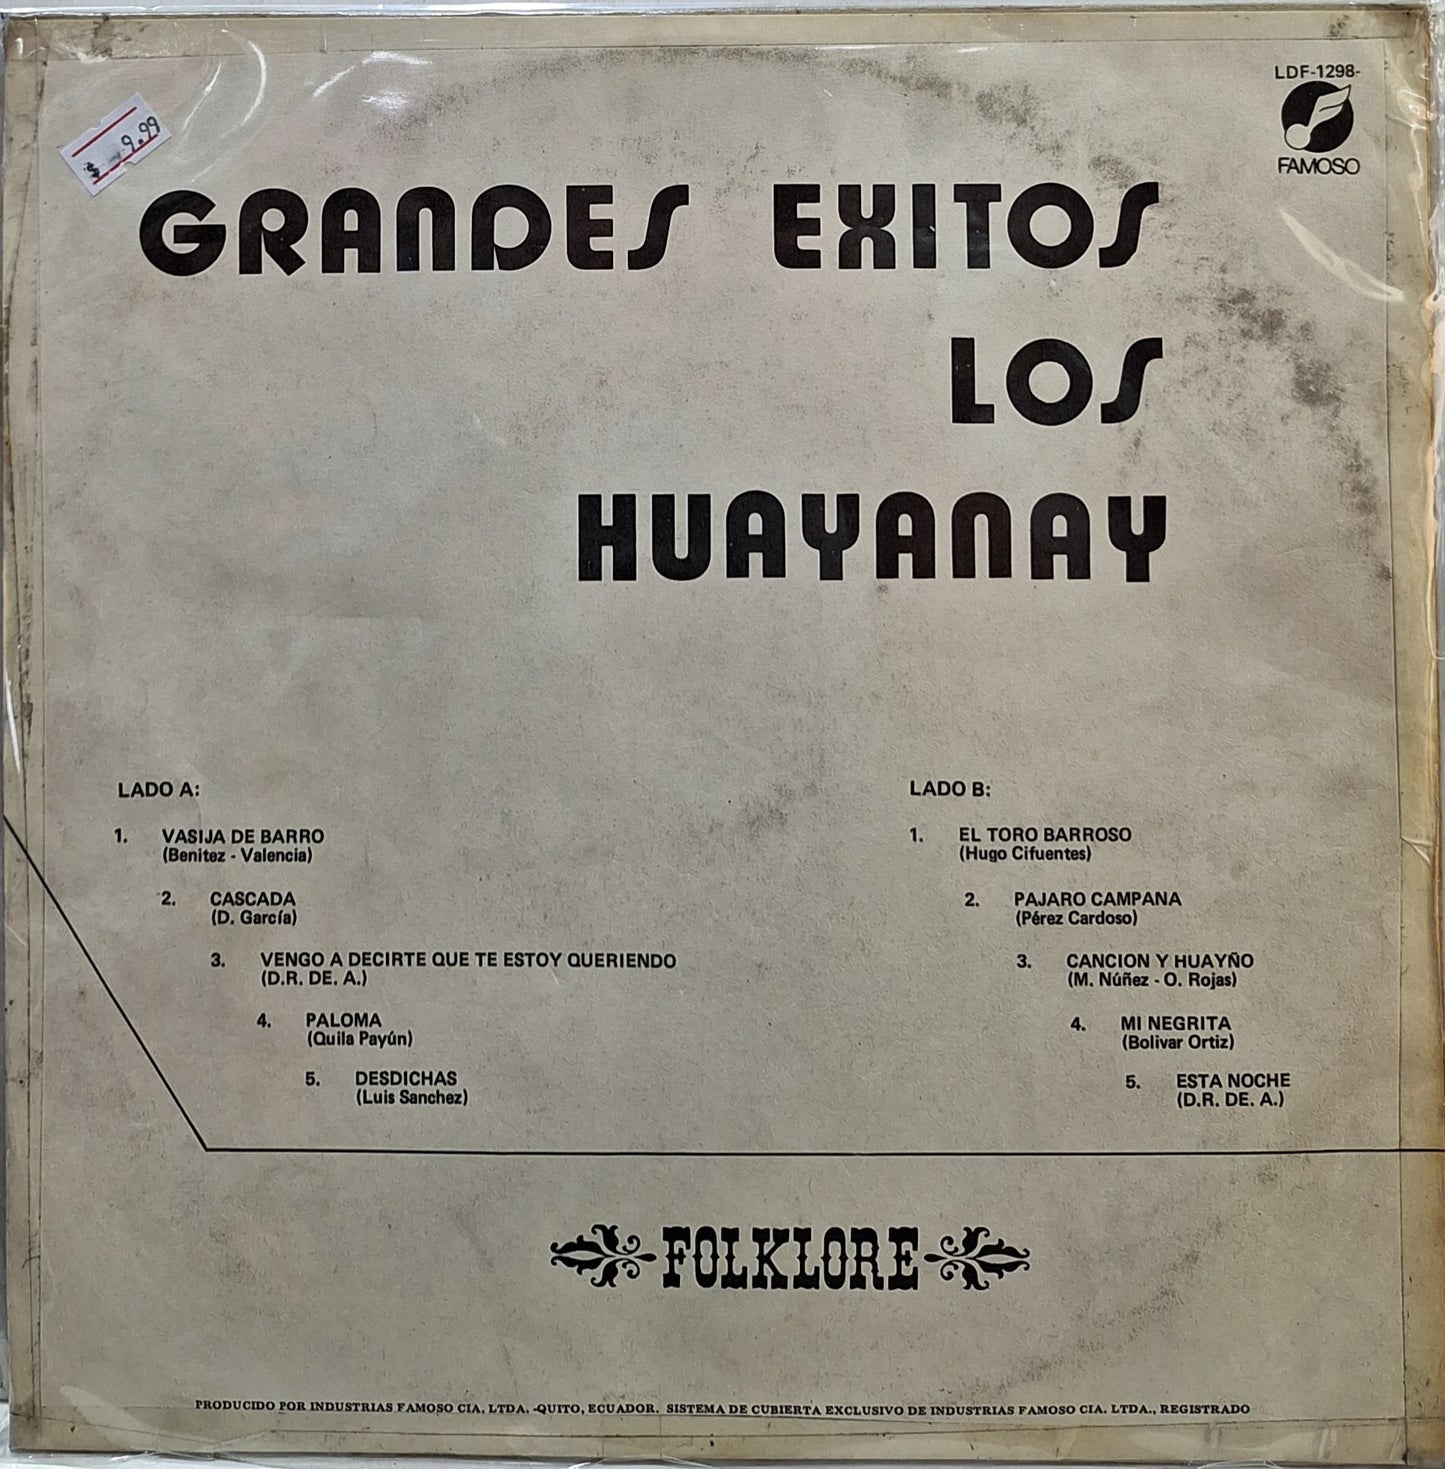 LDF-1298-
FAMOSO
$ 9.99
GRANDES EXITOS
LOS
HUAYANAY
LADO A:
1. VASIJA DE BARRO
(Benitez - Valencia)
2. CASCADA
(D. García)
3. VENGO A DECIRTE QUE TE ESTOY QUERIENDO
(D.R. DE. A.)
4. PALOMA
(Quila Payún)
5. DESDICHAS
(Luis Sanchez)
LADO B:
1. EL TORO BARROSO
(Hugo Cifuentes)
2. PAJARO CAMPANA
(Pérez Cardoso)
3. CANCION Y HUAYÑO
(M. Núñez - O. Rojas)
4. MI NEGRITA
(Bolivar Ortiz)
5. ESTA NOCHE
(D.R. DE. A.)
FOLKLORE
PRODUCIDO POR INDUSTRIAS FAMOSO CIA. LTDA. -QUITO, ECUADOR. SISTEMA DE CUBIERTA EXCLUSIVO DE INDUSTRIAS FAMOSO CIA. LTDA., REGISTRADO